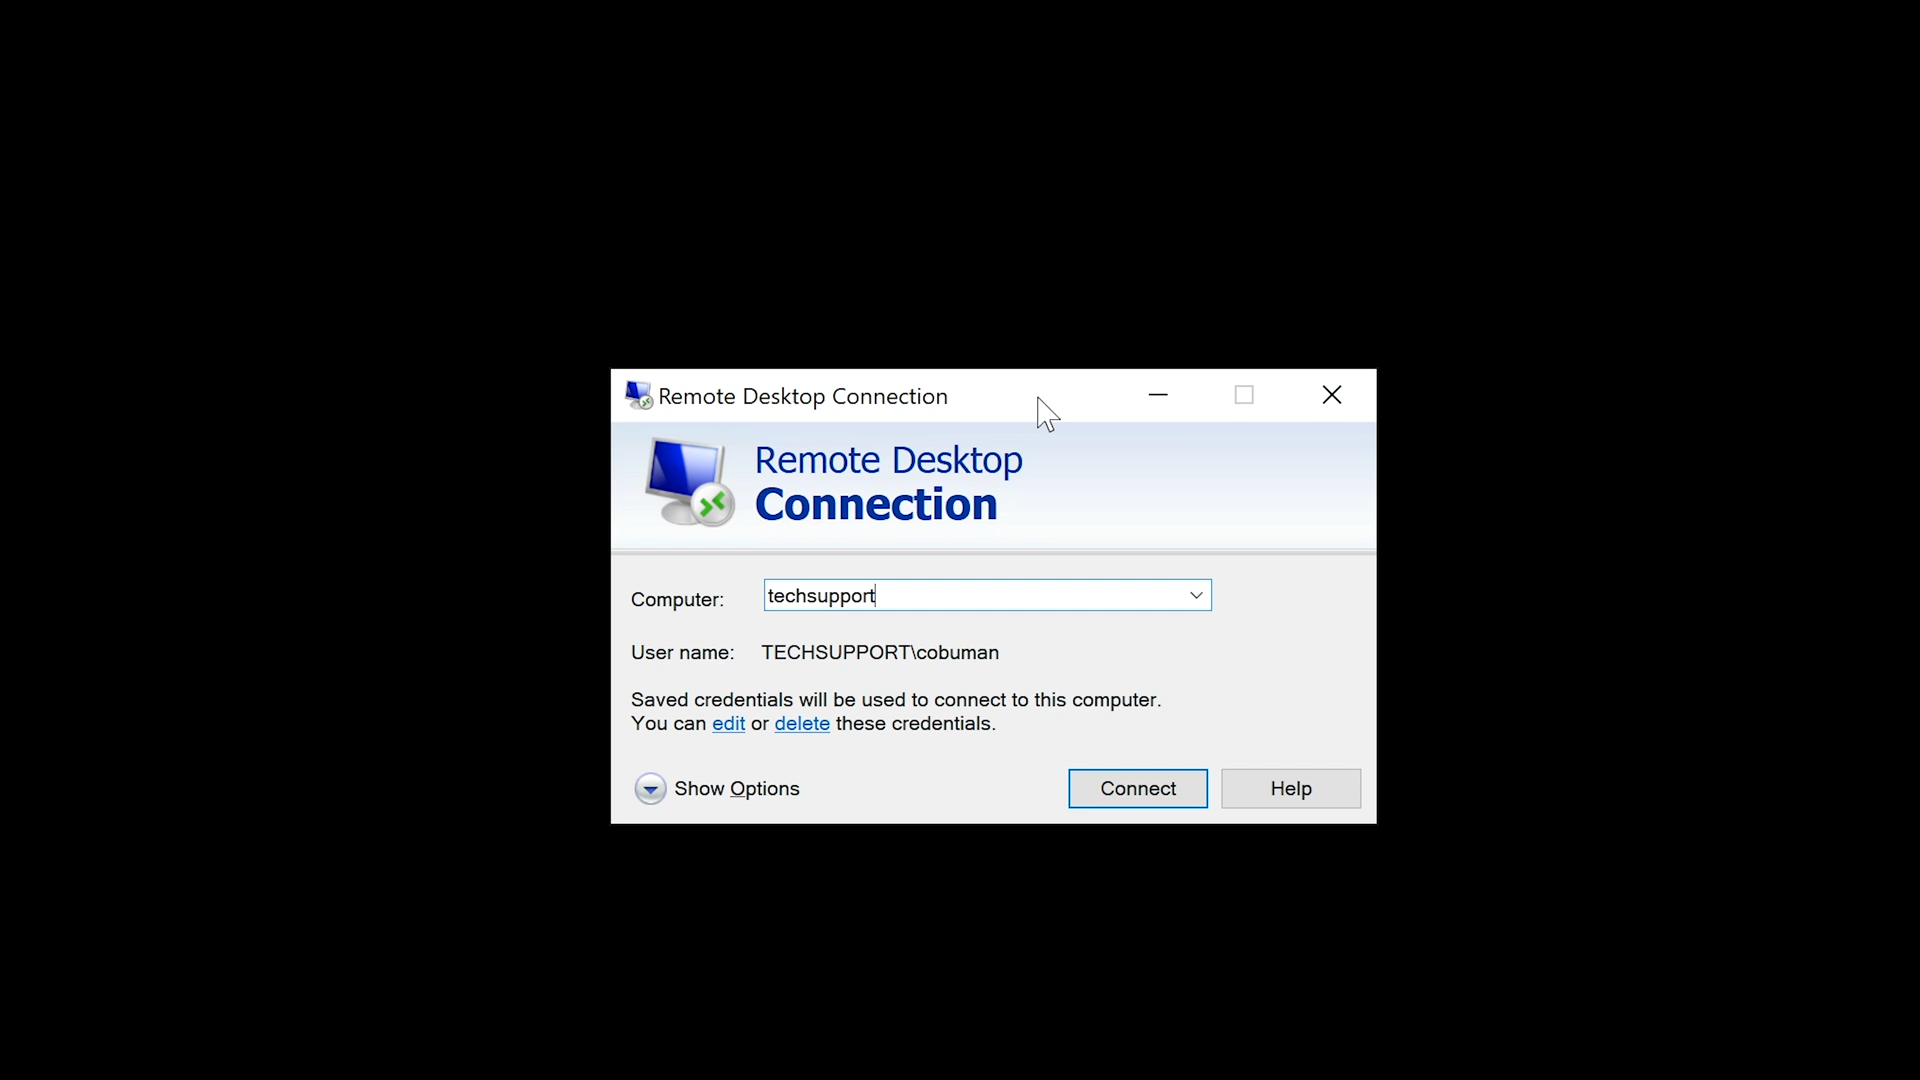 Remote Desktop Connection
Remote Desktop
Connection
Computer: techsupport
User name: TECHSUPPORT\cobuman
Saved credentials will be used to connect to this computer.
You can edit or delete these credentials.
Show Options Connect Help